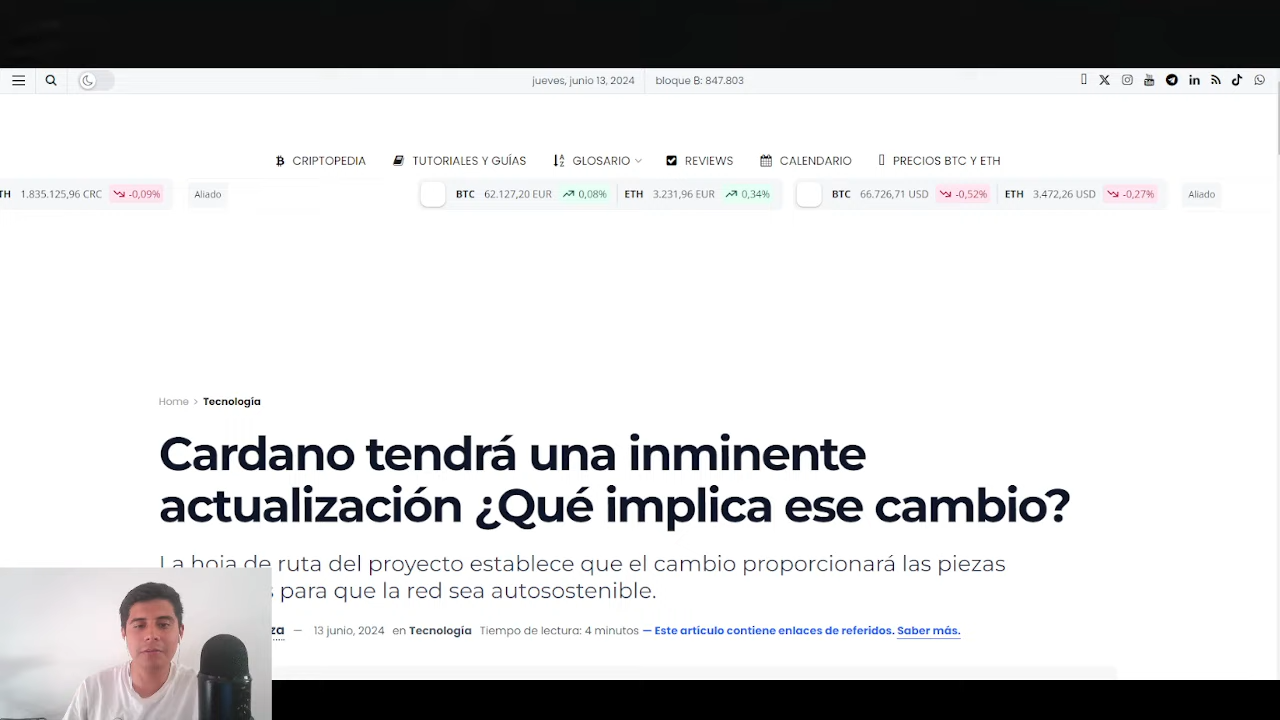 jueves, junio 13, 2024 bloque B: 847.803
CRIPTOPEDIA TUTORIALES Y GUÍAS GLOSARIO REVIEWS CALENDARIO PRECIOS BTC Y ETH
1.835.125,96 CRC -0,09% Aliado BTC 62.127,20 EUR 0,08% ETH 3.231,96 EUR 0,34% BTC 66.726,71 USD -0,52% ETH 3.472,26 USD -0,27% Aliado
Home > Tecnología
Cardano tendrá una inminente
actualización ¿Qué implica ese cambio?
La hoja de ruta del proyecto establece que el cambio proporcionará las piezas
para que la red sea autosostenible.
— 13 junio, 2024 en Tecnología Tiempo de lectura: 4 minutos — Este artículo contiene enlaces de referidos. Saber más.